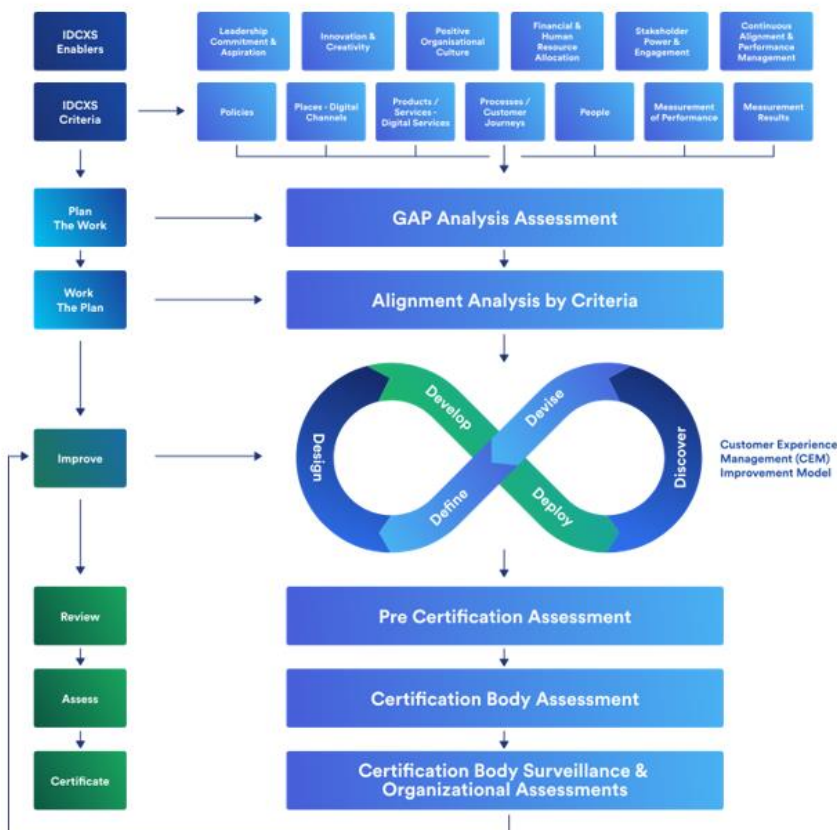 IDCXS
Enablers
Leadership
Commitment &
Aspiration
Innovation &
Creativity
Positive
Organisational
Culture
Financial &
Human
Resource
Allocation
Stakeholder
Power &
Engagement
Continuous
Alignment &
Performance
Management
IDCXS
Criteria
Policies
Places - Digital
Channels
Products /
Services -
Digital Services
Processes /
Customer
Journeys
People
Measurement
of Performance
Measurement
Results
Plan
The Work
GAP Analysis Assessment
Work
The Plan
Alignment Analysis by Criteria
Improve
Design
Develop
Devise
Discover
Define
Deploy
Customer Experience
Management (CEM)
Improvement Model
Review
Pre Certification Assessment
Assess
Certification Body Assessment
Certificate
Certification Body Surveillance &
Organizational Assessments